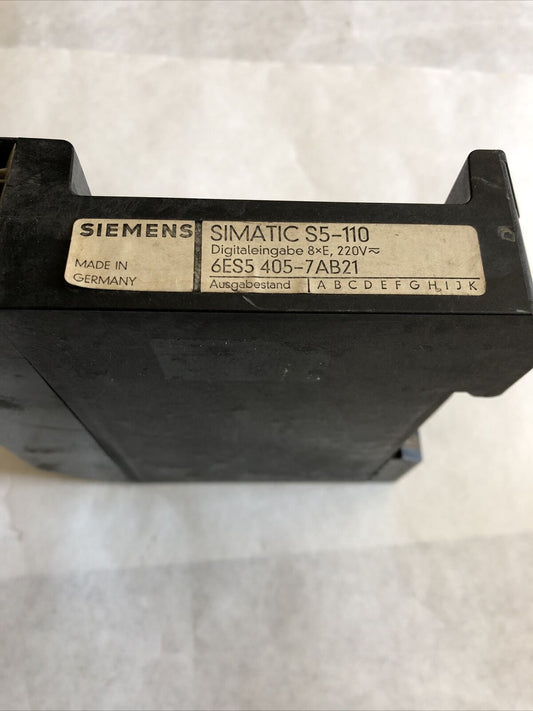 SIEMENS
MADE IN
GERMANY
SIMATIC S5-110
Digitaleingabe 8×E, 220V≂
6ES5 405-7AB21
Ausgabestand A B C D E F G H I J K